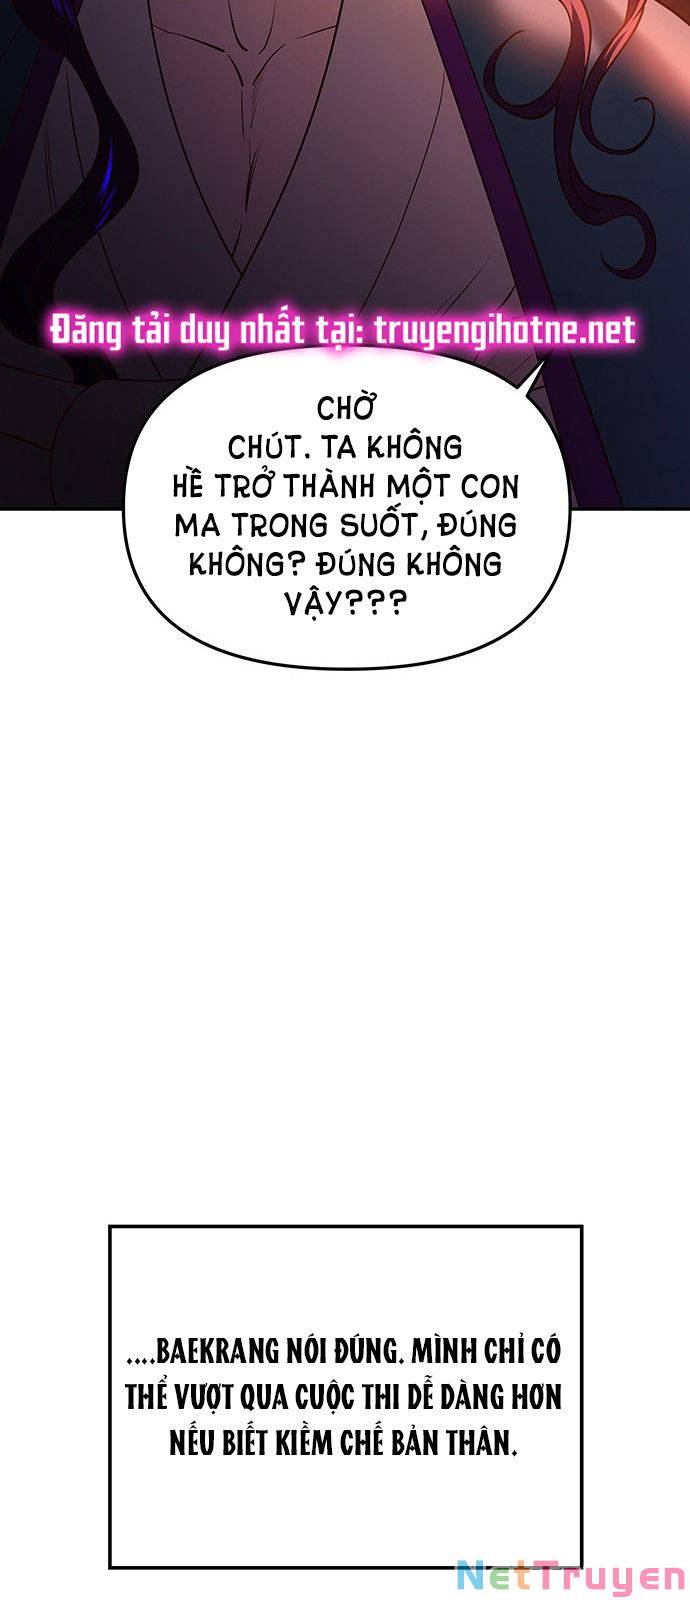 Đăng tải duy nhất tại: truyengihotne.net
CHỜ
CHÚT. TA KHÔNG
HỀ TRỞ THÀNH MỘT CON
MA TRONG SUỐT, ĐÚNG
KHÔNG? ĐÚNG KHÔNG
VẬY???
....BAEKRANG NÓI ĐÚNG. MÌNH CHỈ CÓ
THỂ VƯỢT QUA CUỘC THI DỄ DÀNG HƠN
NẾU BIẾT KIỀM CHẾ BẢN THÂN.
NetTruyen